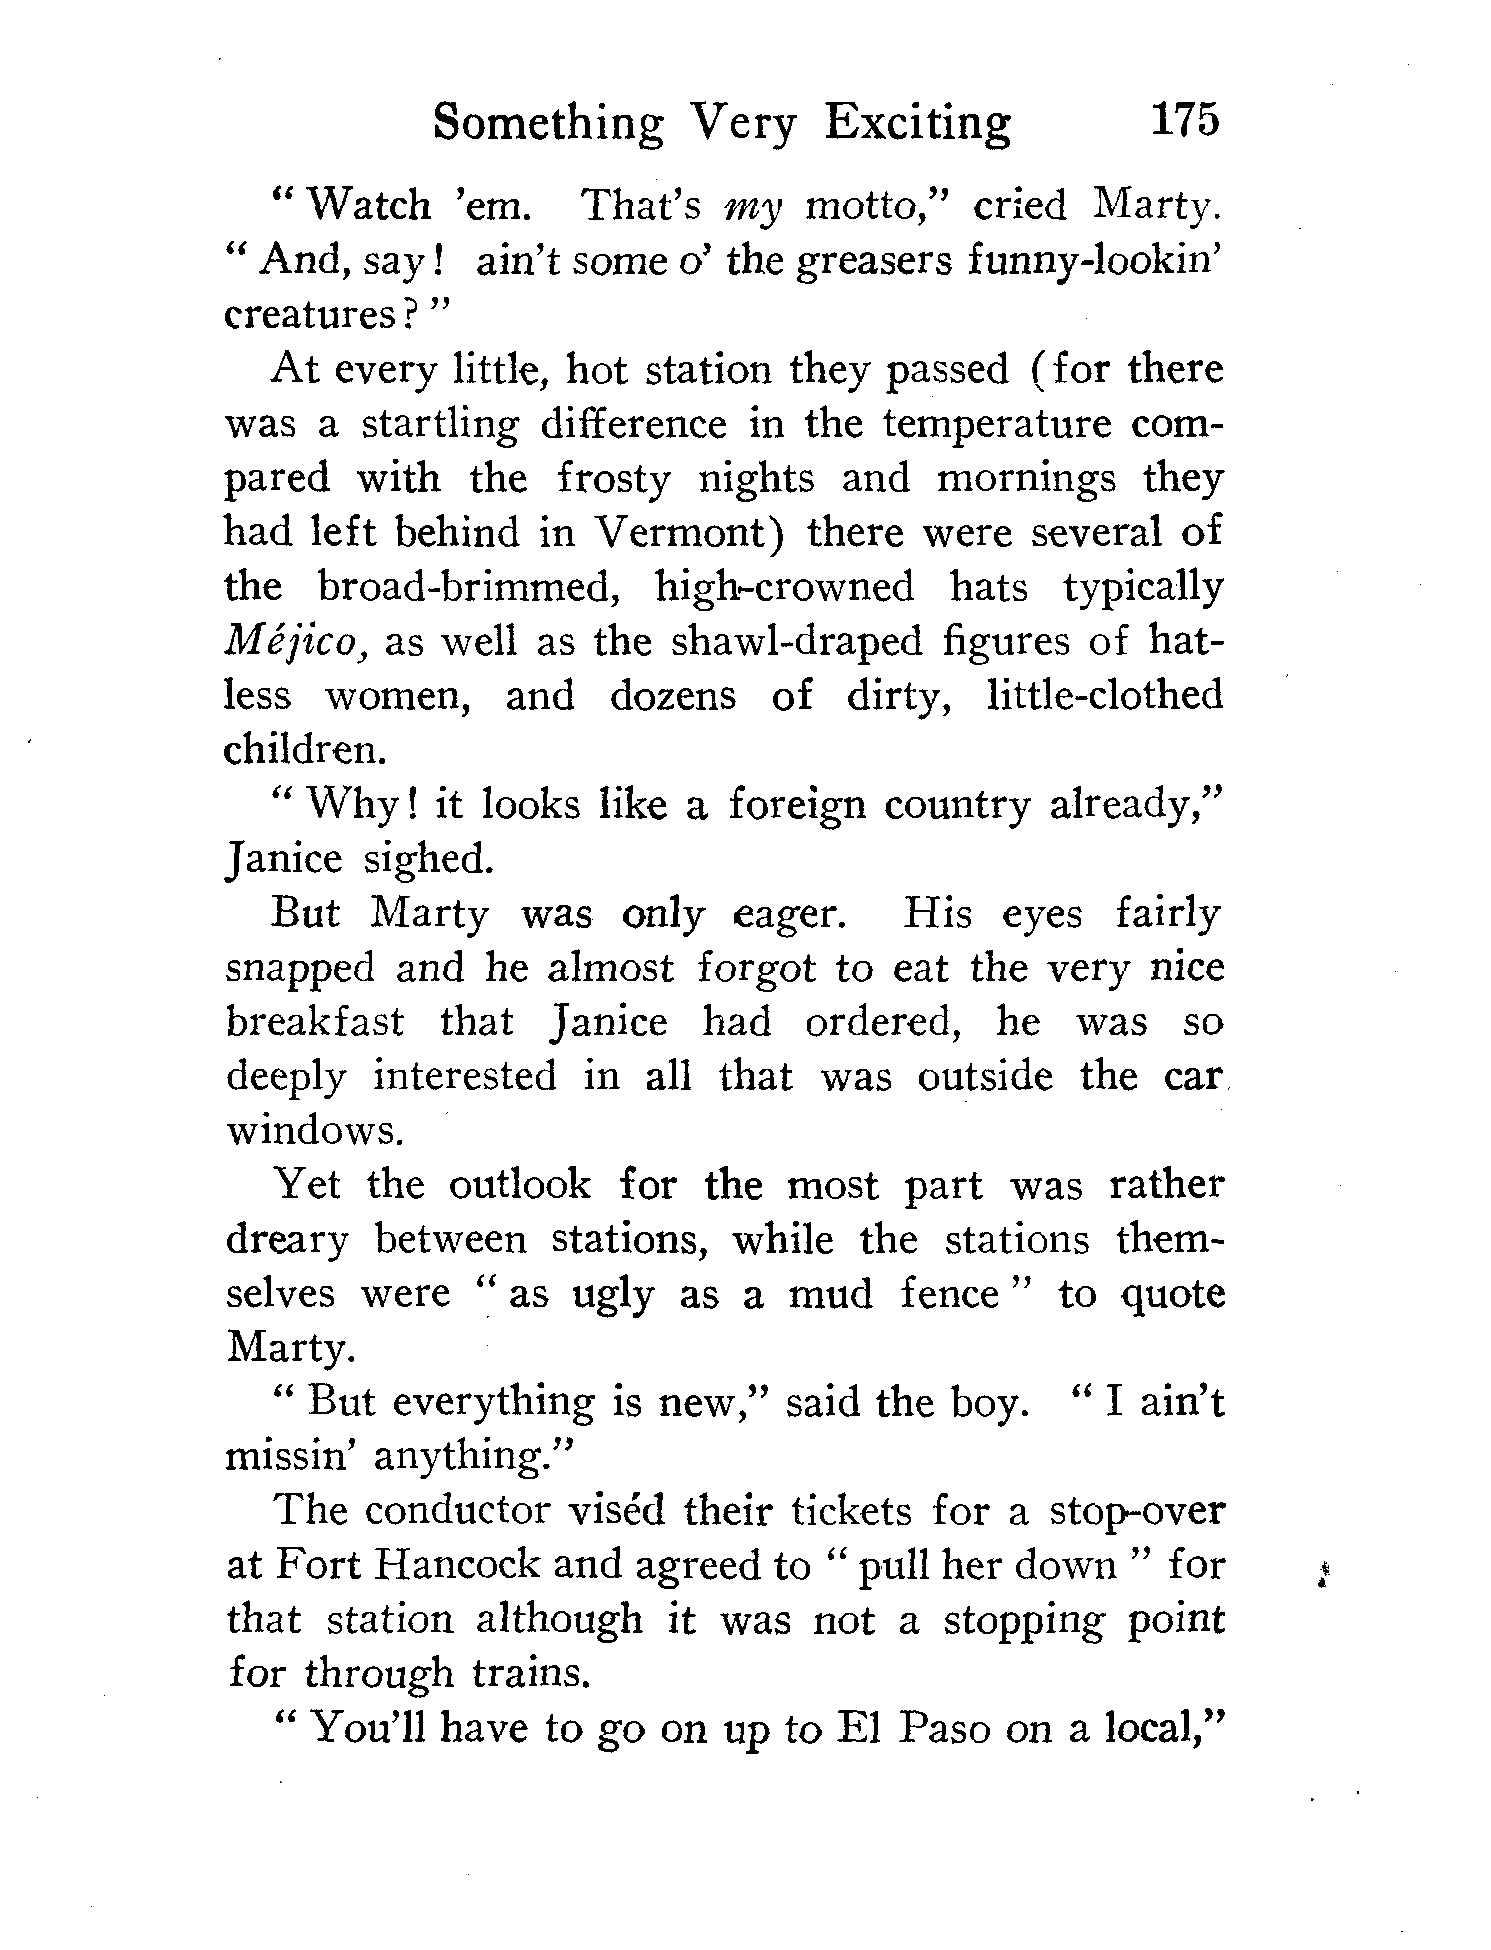 Something Very Exciting 175
“ Watch ’em. That’s my motto,” cried Marty.
“ And, say! ain’t some o’ the greasers funny-lookin’
creatures? ”
At every little, hot station they passed (for there
was a startling difference in the temperature com-
pared with the frosty nights and mornings they
had left behind in Vermont) there were several of
the broad-brimmed, high-crowned hats typically
Méjico, as well as the shawl-draped figures of hat-
less women, and dozens of dirty, little-clothed
children.
“ Why! it looks like a foreign country already,”
Janice sighed.
But Marty was only eager. His eyes fairly
snapped and he almost forgot to eat the very nice
breakfast that Janice had ordered, he was so
deeply interested in all that was outside the car
windows.
Yet the outlook for the most part was rather
dreary between stations, while the stations them-
selves were “ as ugly as a mud fence ” to quote
Marty.
“ But everything is new,” said the boy. “ I ain’t
missin’ anything.”
The conductor viséd their tickets for a stop-over
at Fort Hancock and agreed to “ pull her down ” for
that station although it was not a stopping point
for through trains.
“ You’ll have to go on up to El Paso on a local,”